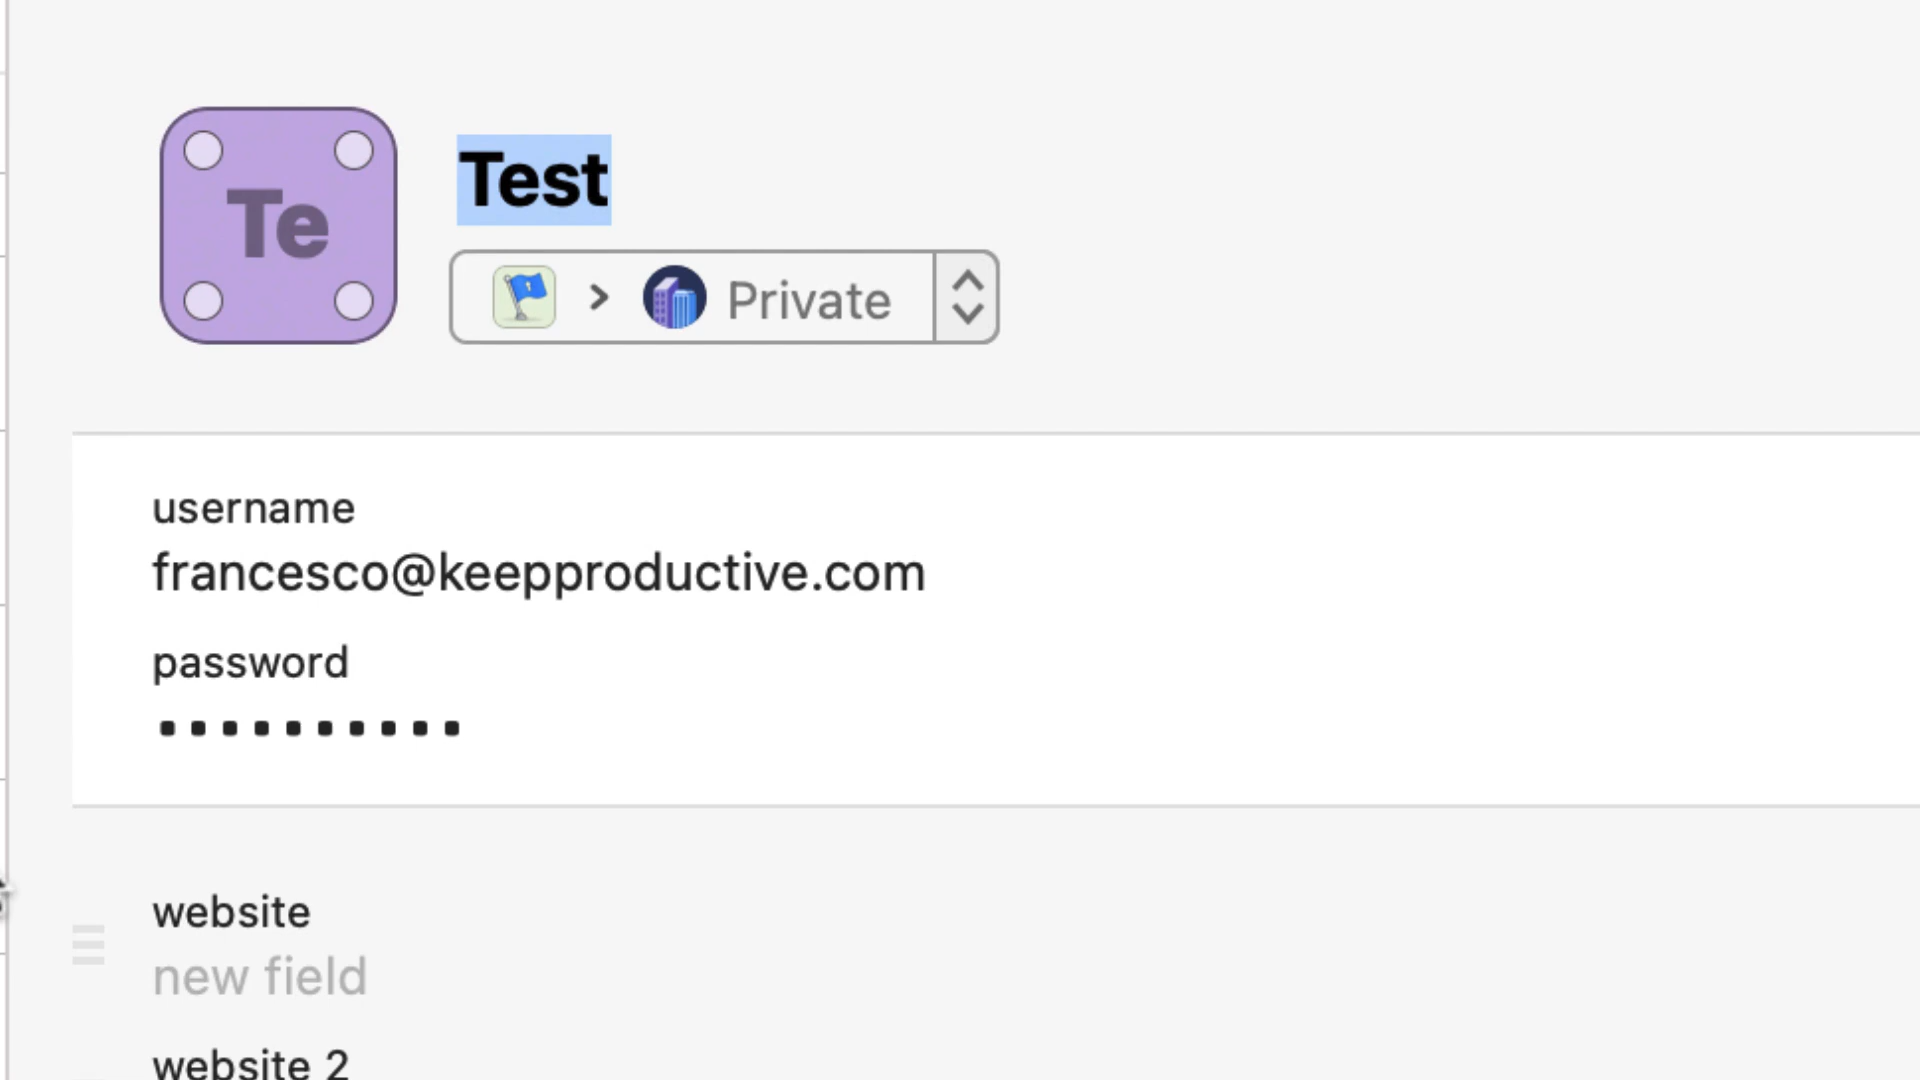 Te
Test
Private
username
francesco@keepproductive.com
password
website
new field
website 2